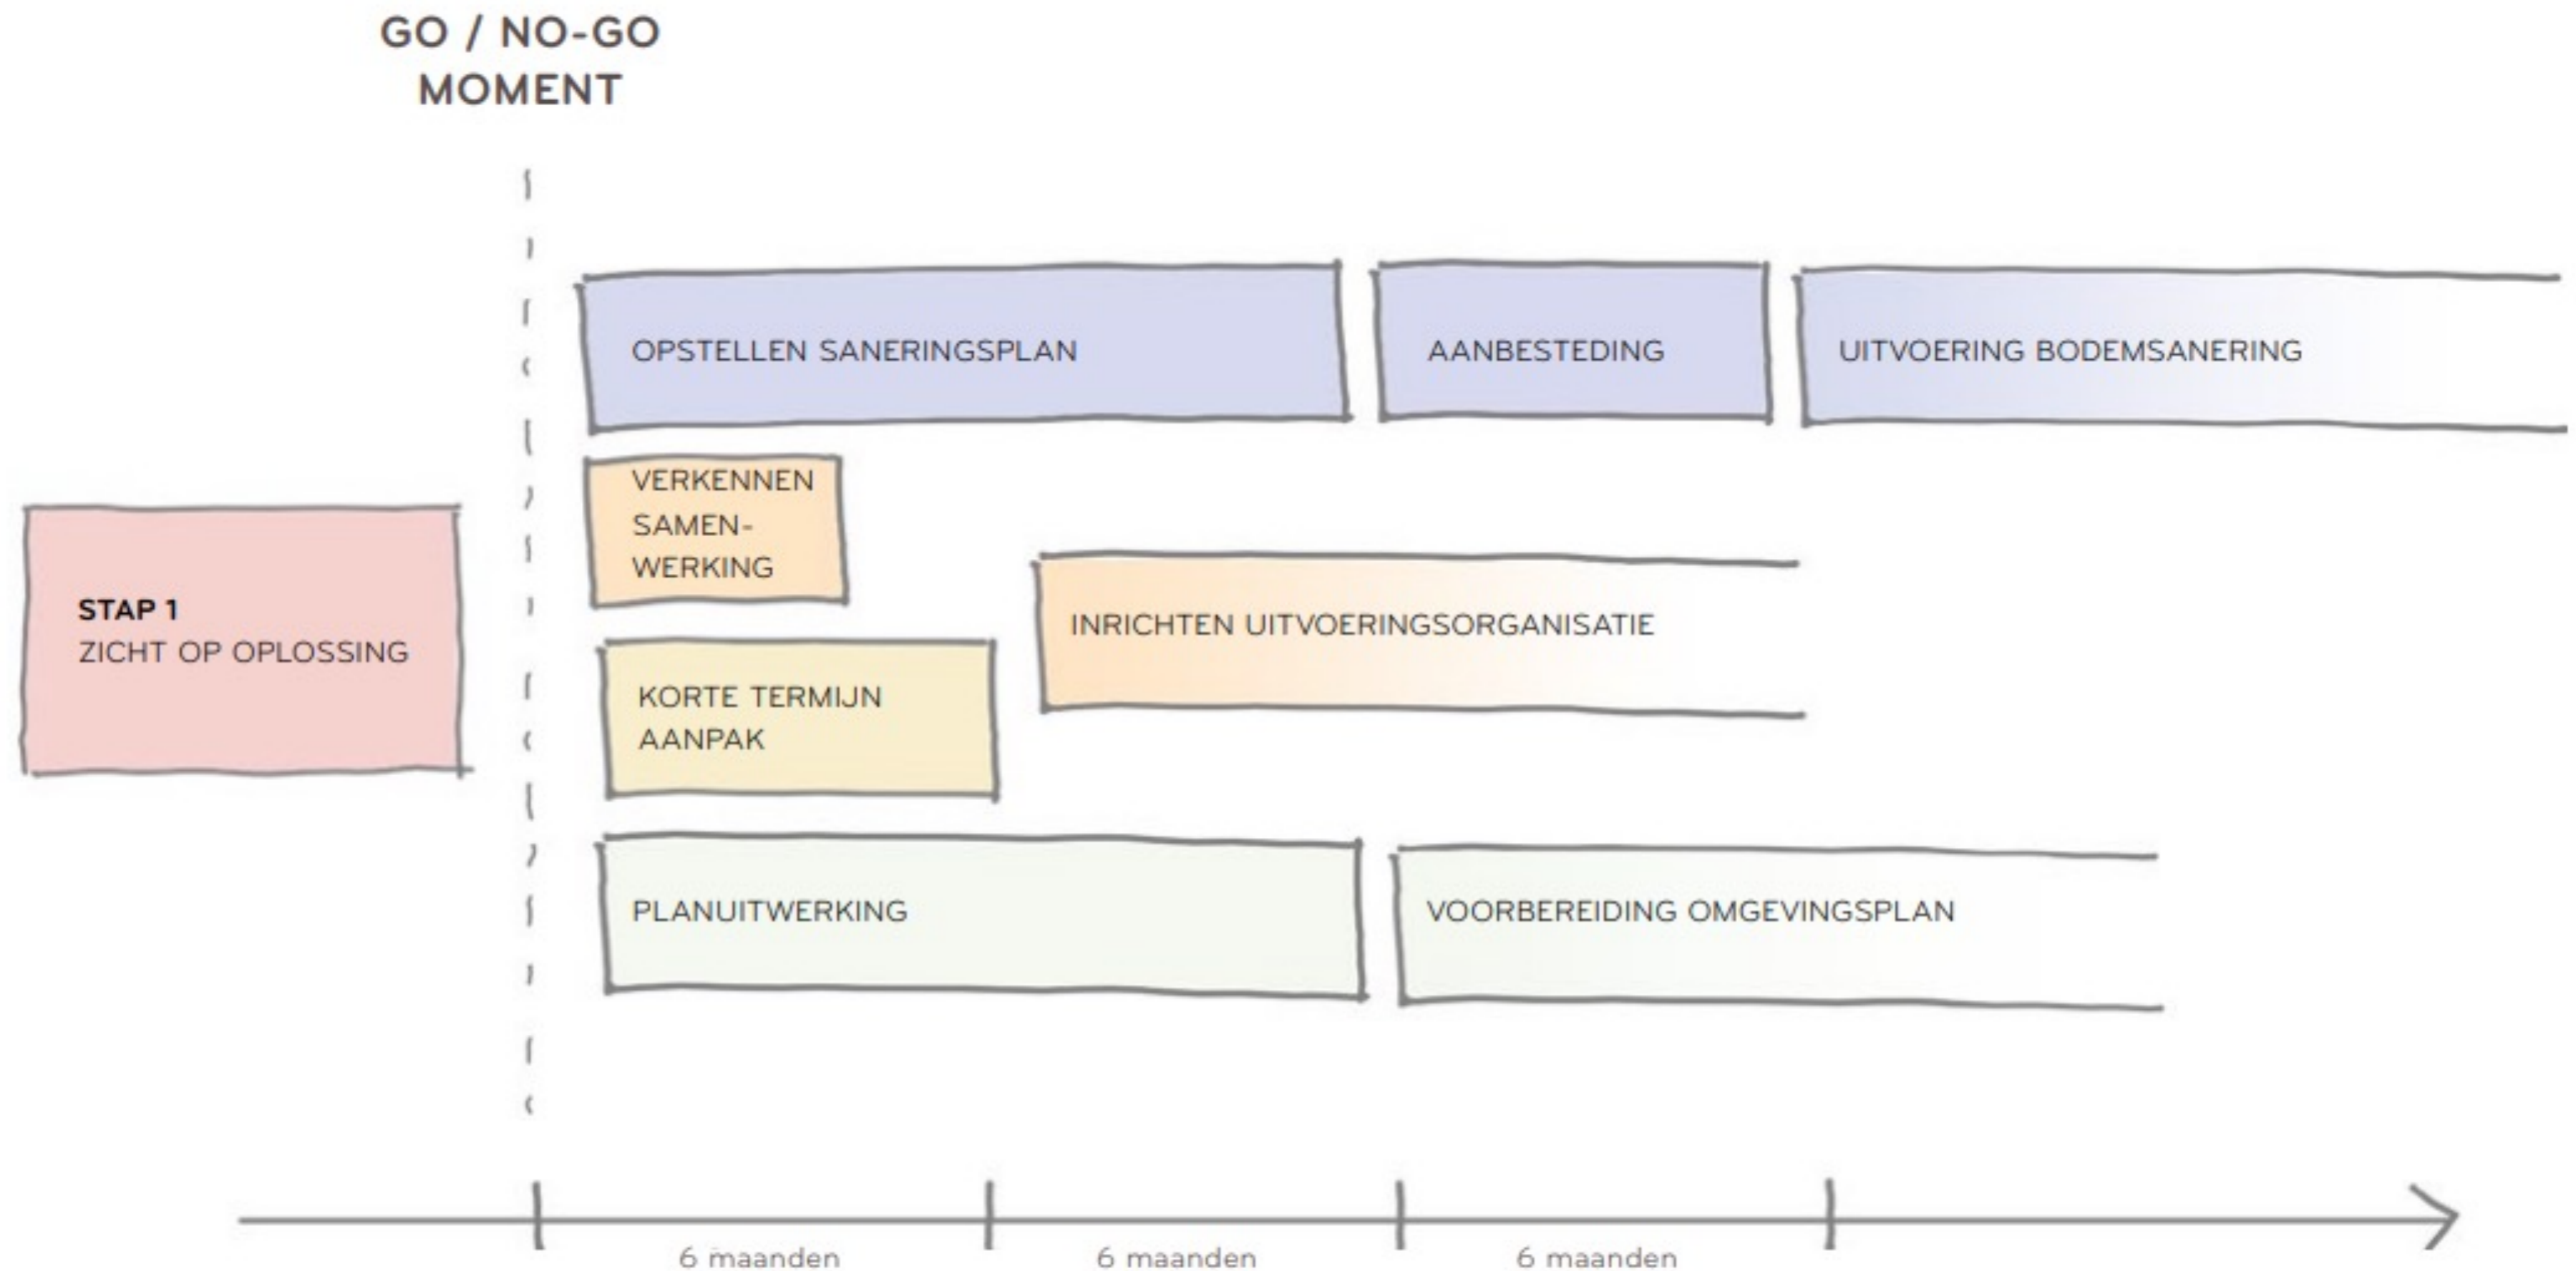 GO / NO-GO
MOMENT
OPSTELLEN SANERINGSPLAN
AANBESTEDING
UITVOERING BODEMSANERING
VERKENNEN
SAMEN-
WERKING
STAP 1
ZICHT OP OPLOSSING
INRICHTEN UITVOERINGSORGANISATIE
KORTE TERMIJN
AANPAK
PLANUITWERKING
VOORBEREIDING OMGEVINGSPLAN
6 maanden
6 maanden
6 maanden